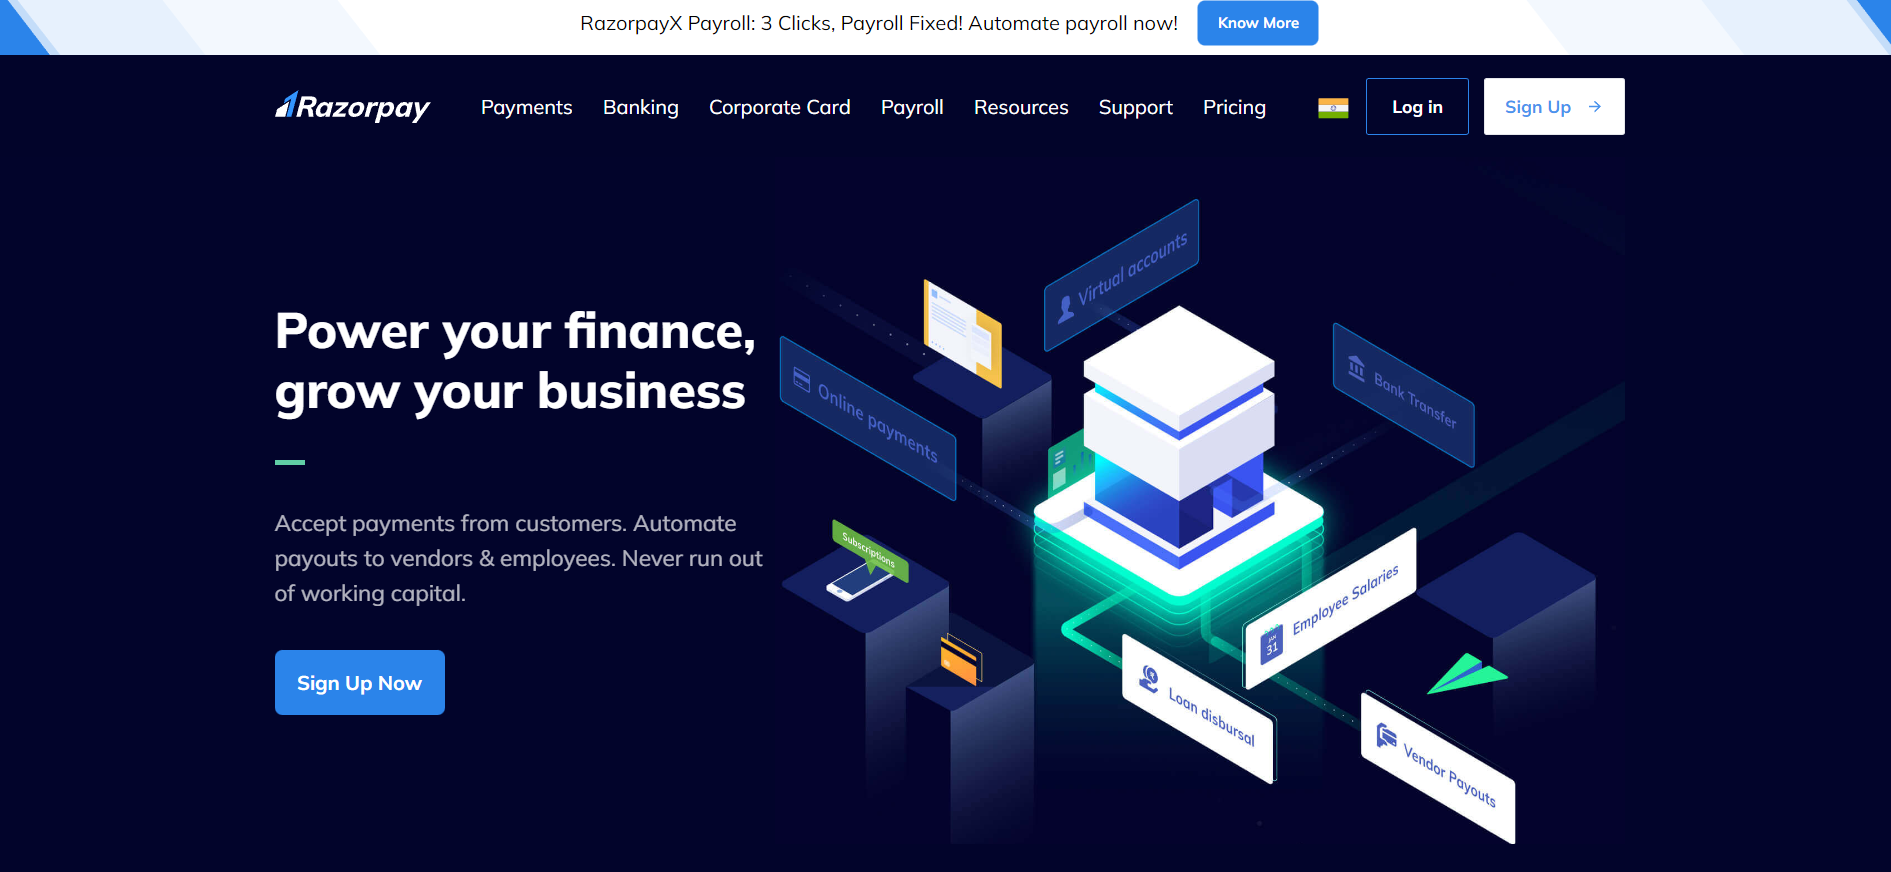 RazorpayX Payroll: 3 Clicks, Payroll Fixed! Automate payroll now!
Know More
Razorpay
Payments
Banking
Corporate Card
Payroll
Resources
Support
Pricing
Log in
Sign Up
Power your finance,
grow your business
Accept payments from customers. Automate
payouts to vendors & employees. Never run out
of working capital.
Sign Up Now
Virtual accounts
Online payments
Bank Transfer
Subscriptions
JAN
31
Employee Salaries
Loan disbursal
Vendor Payouts